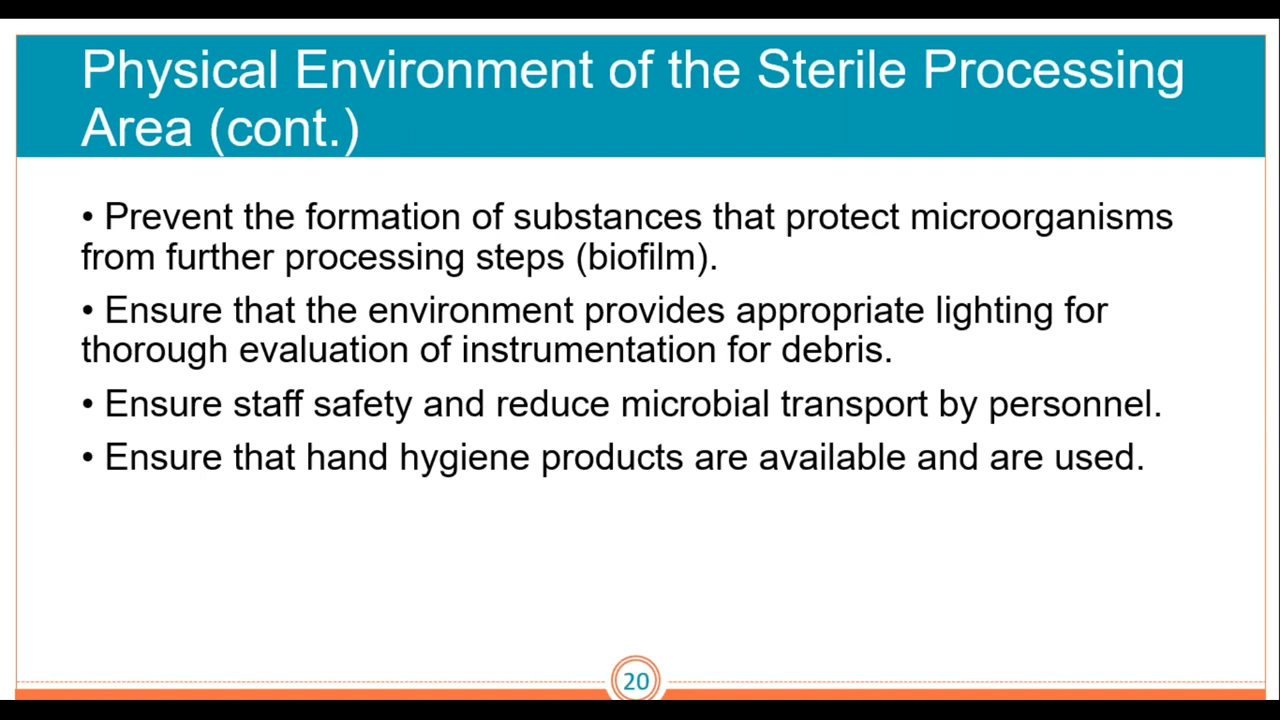 Physical Environment of the Sterile Processing
Area (cont.)
• Prevent the formation of substances that protect microorganisms
from further processing steps (biofilm).
• Ensure that the environment provides appropriate lighting for
thorough evaluation of instrumentation for debris.
• Ensure staff safety and reduce microbial transport by personnel.
• Ensure that hand hygiene products are available and are used.
20